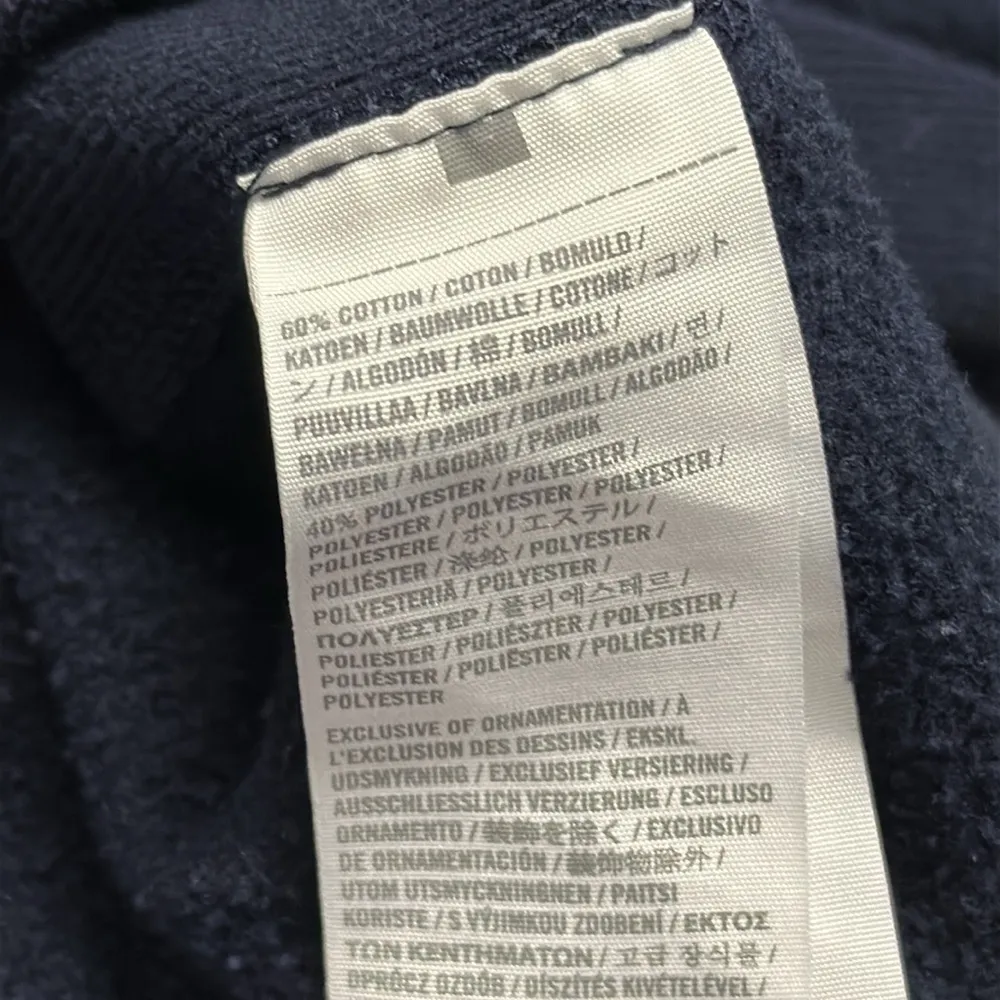 60% COTTON / COTON / BOMULD /
KATOEN / BAUMWOLLE / COTONE / コット
ン / ALGODÓN / 棉 / BOMULL /
PUUVILLAA / BAVLNA / BAMBAKI / 면 /
BAWEŁNA / PAMUT / BOMULL / ALGODÃO /
KATOEN / ALGODÃO / PAMUK
40% POLYESTER / POLYESTER /
POLYESTER / POLYESTER / POLYESTER /
POLIESTERE / ポリエステル /
POLIÉSTER / 涤纶 / POLYESTER /
POLYESTERIÄ / POLYESTER /
ΠΟΛΥΕΣΤΕΡ / 폴리에스테르 /
POLIESTER / POLIÉSZTER / POLYESTER /
POLIÉSTER / POLIËSTER / POLIÉSTER /
POLYESTER
EXCLUSIVE OF ORNAMENTATION / À
L'EXCLUSION DES DESSINS / EKSKL.
UDSMYKNING / EXCLUSIEF VERSIERING /
AUSSCHLIESSLICH VERZIERUNG / ESCLUSO
ORNAMENTO / 装飾を除く / EXCLUSIVO
DE ORNAMENTACIÓN / 装饰物除外 /
UTOM UTSMYCKNINGNEN / PAITSI
KORISTE / S VÝJIMKOU ZDOBENÍ / ΕΚΤΟΣ
ΤΩΝ ΚΕΝΤΗΜΑΤΩΝ / 고급 장식물 /
OPRÓCZ OZDÓB / DÍSZÍTÉS KIVÉTELÉVEL /